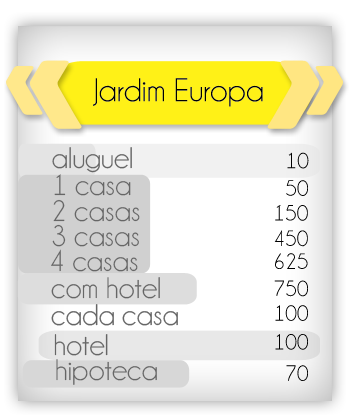 Jardim Europa
aluguel 10
1 casa 50
2 casas 150
3 casas 450
4 casas 625
com hotel 750
cada casa 100
hotel 100
hipoteca 70